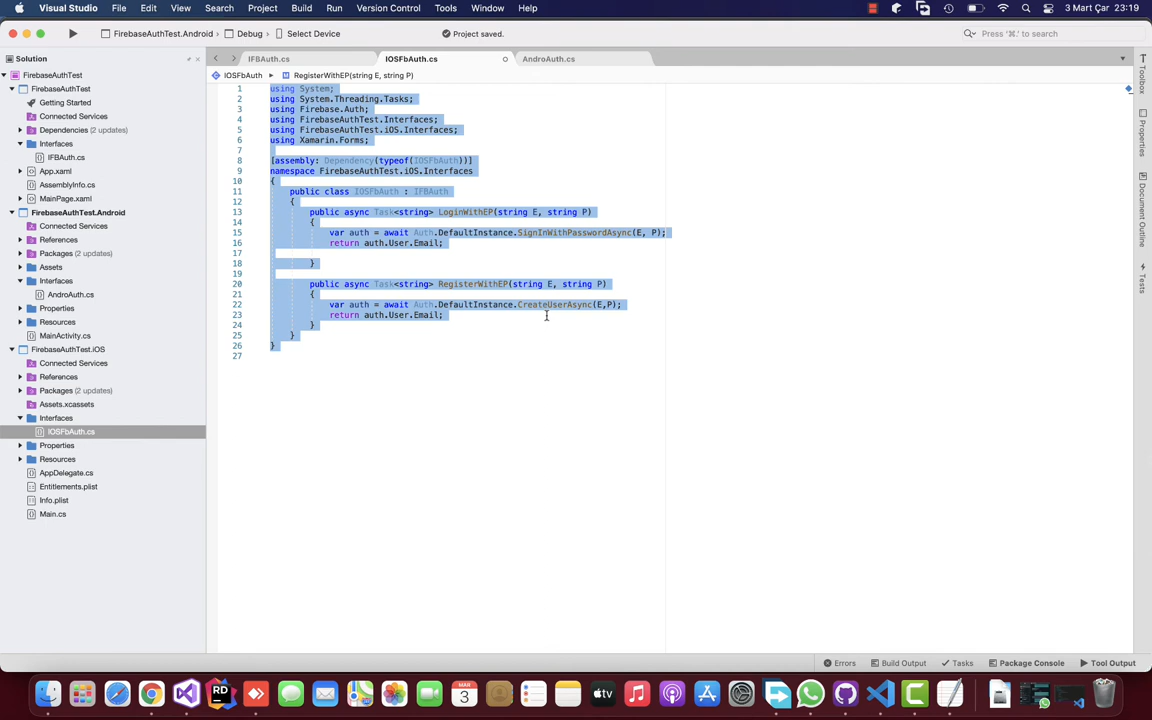 Visual Studio File Edit View Search Project Build Run Version Control Tools Window Help 3 Mart Çar 23:19
FirebaseAuthTest.Android › Debug › Select Device Project saved. Press '⌘.' to search
Solution
FirebaseAuthTest
FirebaseAuthTest
Getting Started
Connected Services
Dependencies (2 updates)
Interfaces
IFBAuth.cs
App.xaml
AssemblyInfo.cs
MainPage.xaml
FirebaseAuthTest.Android
Connected Services
References
Packages (2 updates)
Assets
Interfaces
AndroAuth.cs
Properties
Resources
MainActivity.cs
FirebaseAuthTest.iOS
Connected Services
References
Packages (2 updates)
Assets.xcassets
Interfaces
IOSFbAuth.cs
Properties
Resources
AppDelegate.cs
Entitlements.plist
Info.plist
Main.cs
IFBAuth.cs IOSFbAuth.cs AndroAuth.cs
IOSFbAuth RegisterWithEP(string E, string P)
1 using System;
2 using System.Threading.Tasks;
3 using Firebase.Auth;
4 using FirebaseAuthTest.Interfaces;
5 using FirebaseAuthTest.iOS.Interfaces;
6 using Xamarin.Forms;
7
8 [assembly: Dependency(typeof(IOSFbAuth))]
9 namespace FirebaseAuthTest.iOS.Interfaces
10 {
11 public class IOSFbAuth : IFBAuth
12 {
13 public async Task<string> LoginWithEP(string E, string P)
14 {
15 var auth = await Auth.DefaultInstance.SignInWithPasswordAsync(E, P);
16 return auth.User.Email;
17
18 }
19
20 public async Task<string> RegisterWithEP(string E, string P)
21 {
22 var auth = await Auth.DefaultInstance.CreateUserAsync(E,P);
23 return auth.User.Email;
24 }
25 }
26 }
27
Toolbox
Properties
Document Outline
Tests
Errors Build Output Tasks Package Console Tool Output
RD
MAR
3
tv